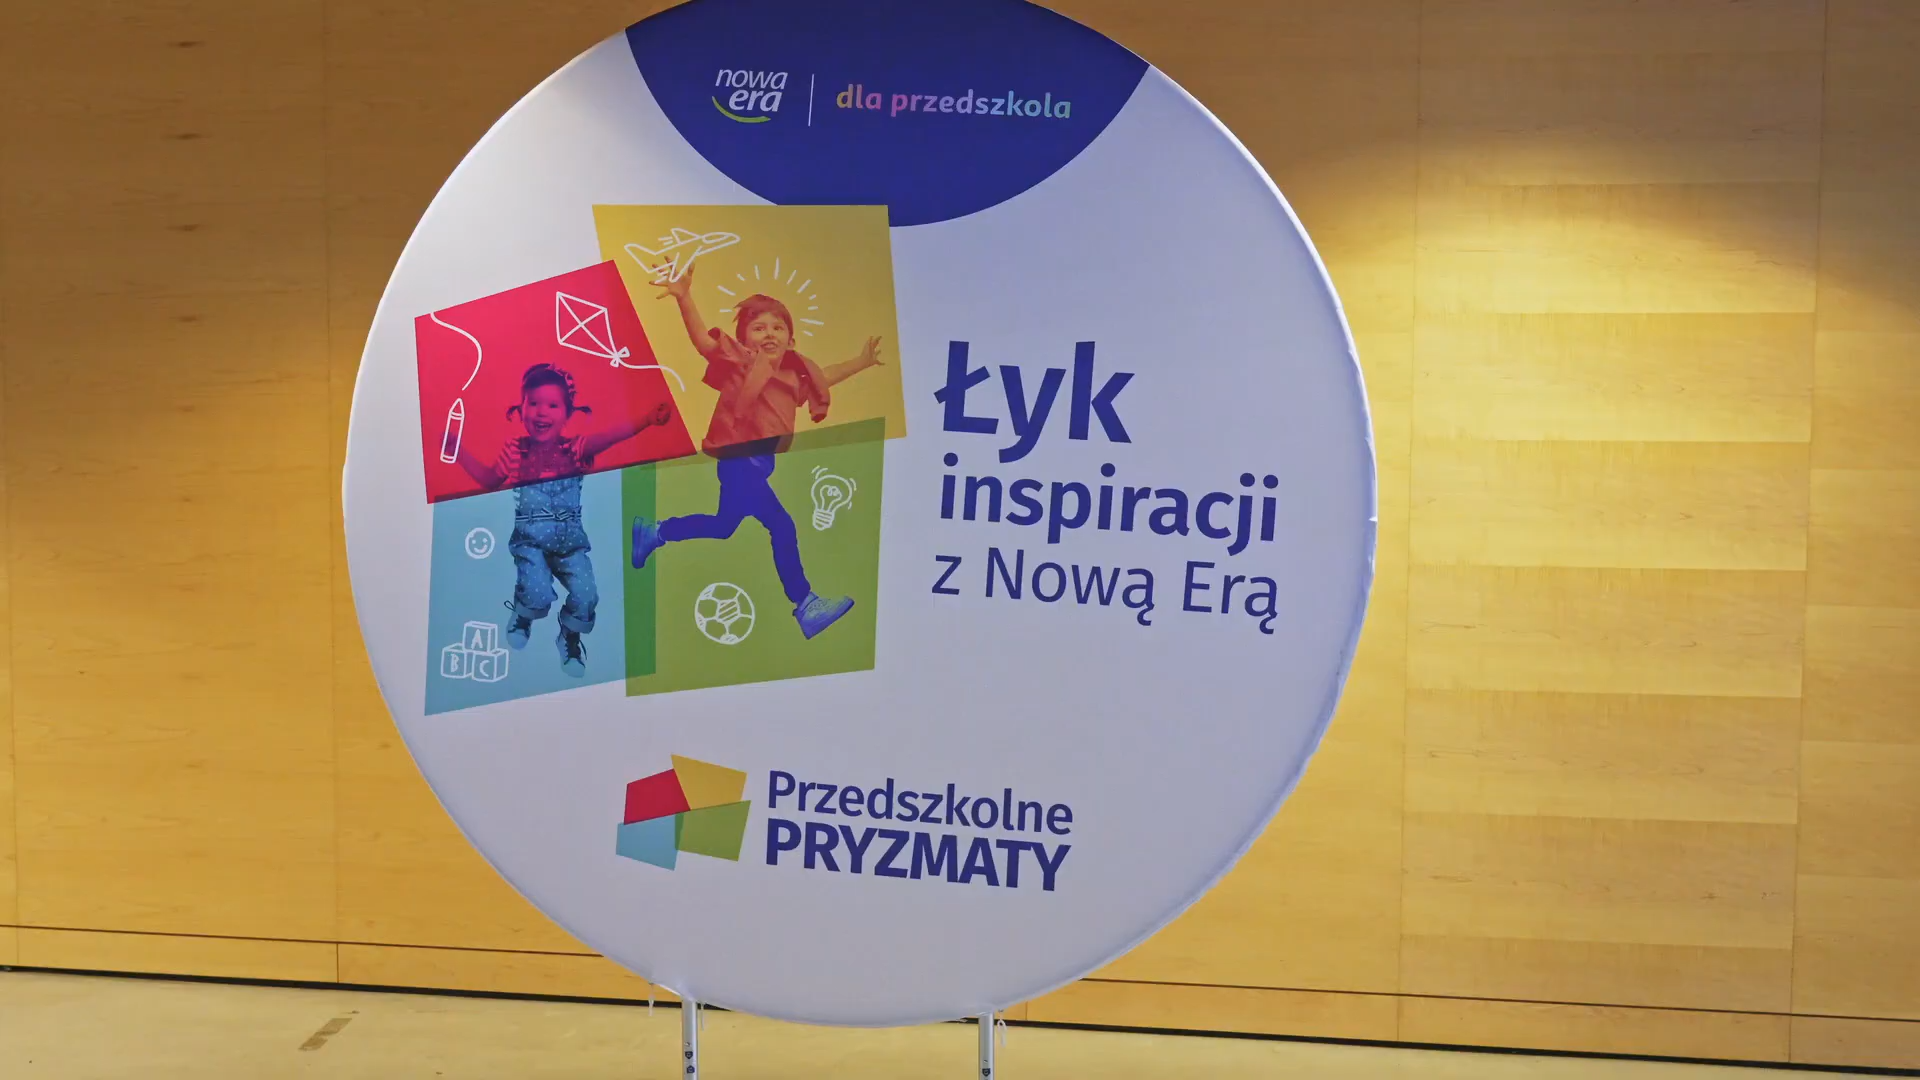 nowa
era
dla przedszkola
Łyk
inspiracji
z Nową Erą
A
B C
Przedszkolne
PRYZMATY